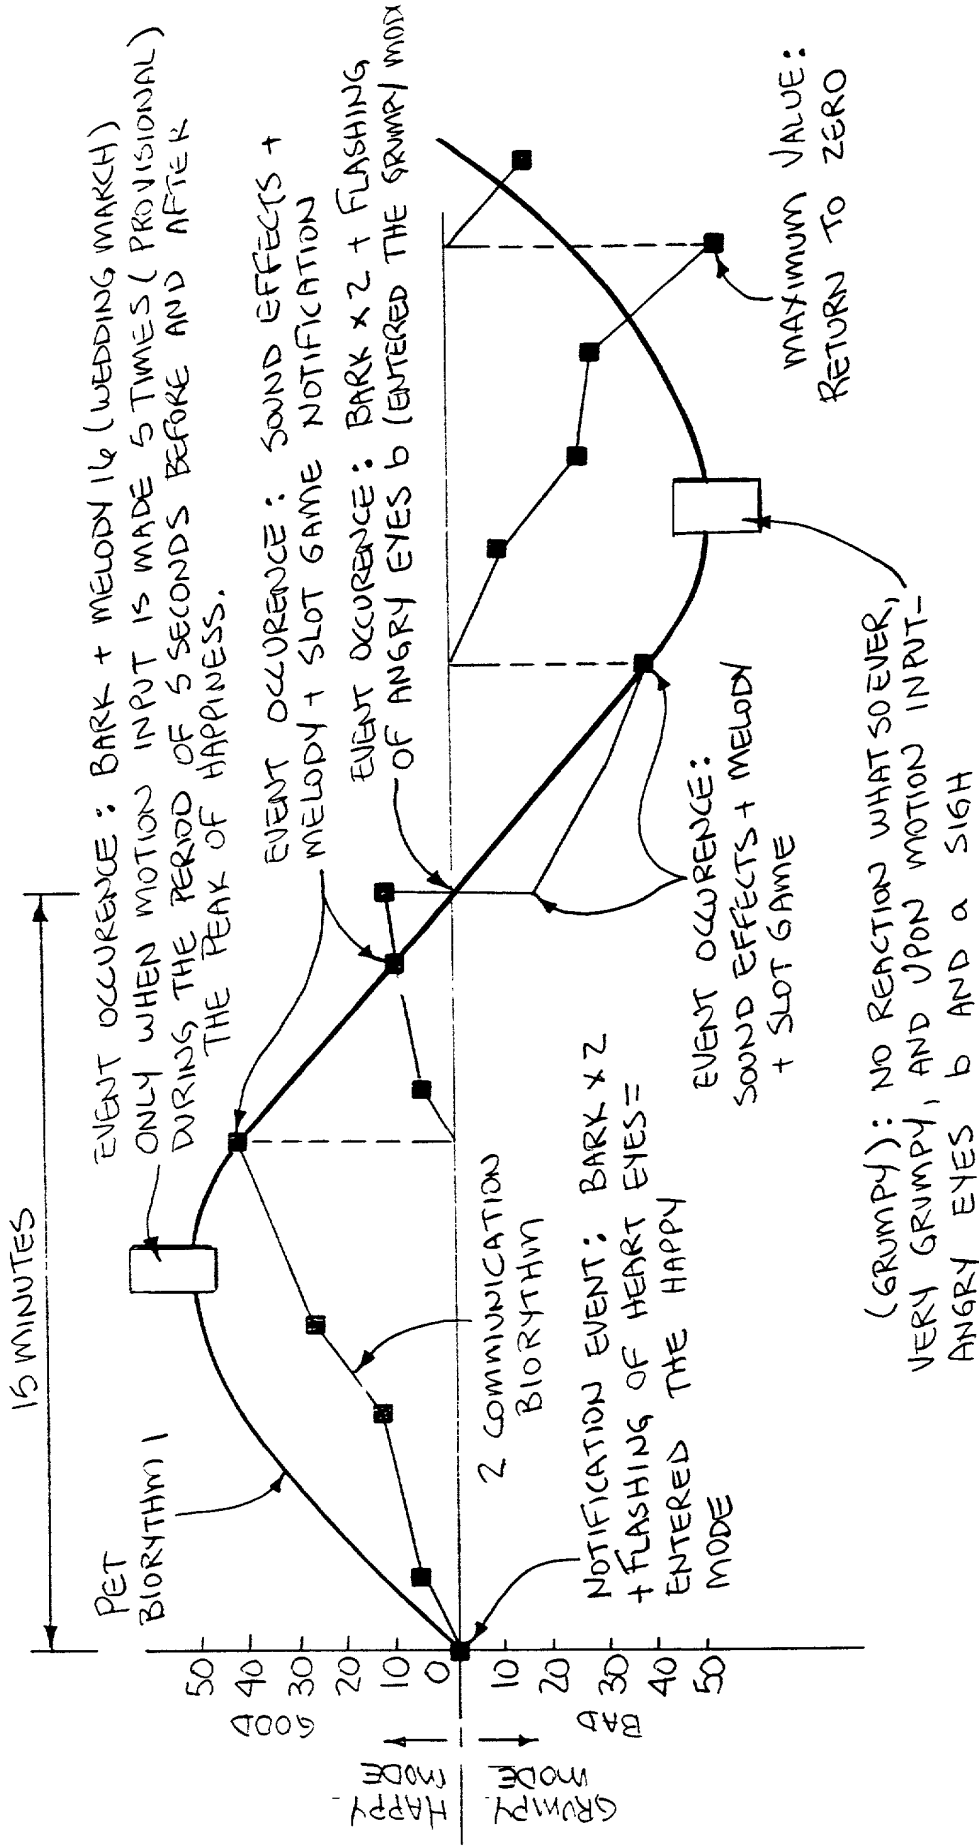 15 MINUTES
PET
BIORYTHM 1
EVENT OCCURENCE: BARK + MELODY 16 (WEDDING MARCH)
ONLY WHEN MOTION INPUT IS MADE 5 TIMES (PROVISIONAL)
DURING THE PERIOD OF 5 SECONDS BEFORE AND AFTER
THE PEAK OF HAPPINESS.
EVENT OCCURENCE: SOUND EFFECTS +
MELODY + SLOT GAME NOTIFICATION
EVENT OCCURENCE: BARK X 2 + FLASHING
OF ANGRY EYES b (ENTERED THE GRUMPY MODE
50
40
30
20
10
0
10
20
30
40
50
GOOD
BAD
HAPPY
MODE
GRUMPY
MODE
2 COMMUNICATION
BIORYTHM
NOTIFICATION EVENT: BARK X 2
+ FLASHING OF HEART EYES =
ENTERED THE HAPPY
MODE
EVENT OCCURENCE:
SOUND EFFECTS + MELODY
+ SLOT GAME
MAXIMUM VALUE:
RETURN TO ZERO
(GRUMPY): NO REACTION WHAT SO EVER,
VERY GRUMPY, AND UPON MOTION INPUT-
ANGRY EYES b AND a SIGH